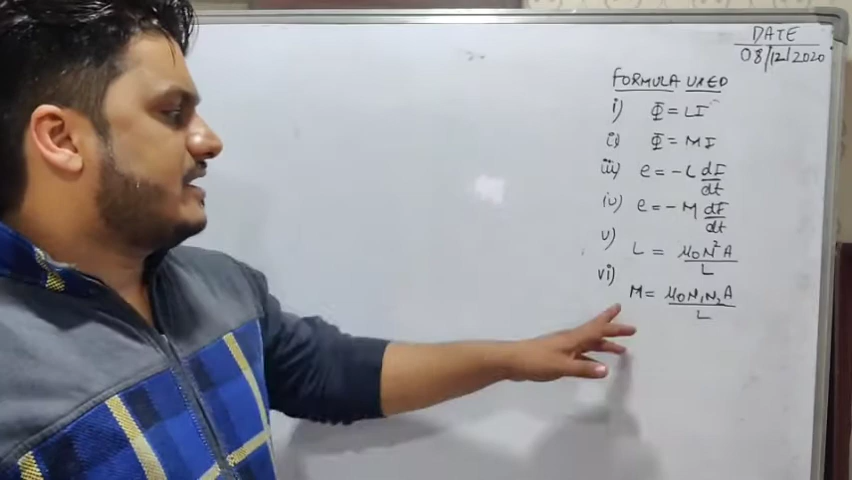 DATE
08/12/2020
FORMULA USED
i) Φ = LI
ii) Φ = MI
iii) e = -L dI/dt
iv) e = -M dI/dt
v) L = μ0N²A/L
vi) M = μ0N₁N₂A/L